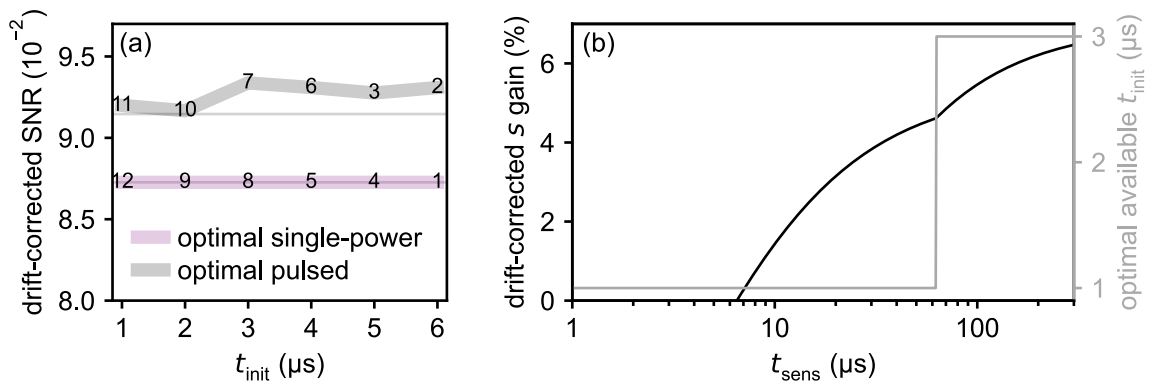 (a)
drift-corrected SNR (10⁻²)
9.5
9.0
8.5
8.0
11
10
7
6
3
2
12
9
8
5
4
1
optimal single-power
optimal pulsed
1 2 3 4 5 6
t_init (μs)
(b)
drift-corrected s gain (%)
6
4
2
0
1 10 100
t_sens (μs)
3
2
1
optimal available t_init (μs)